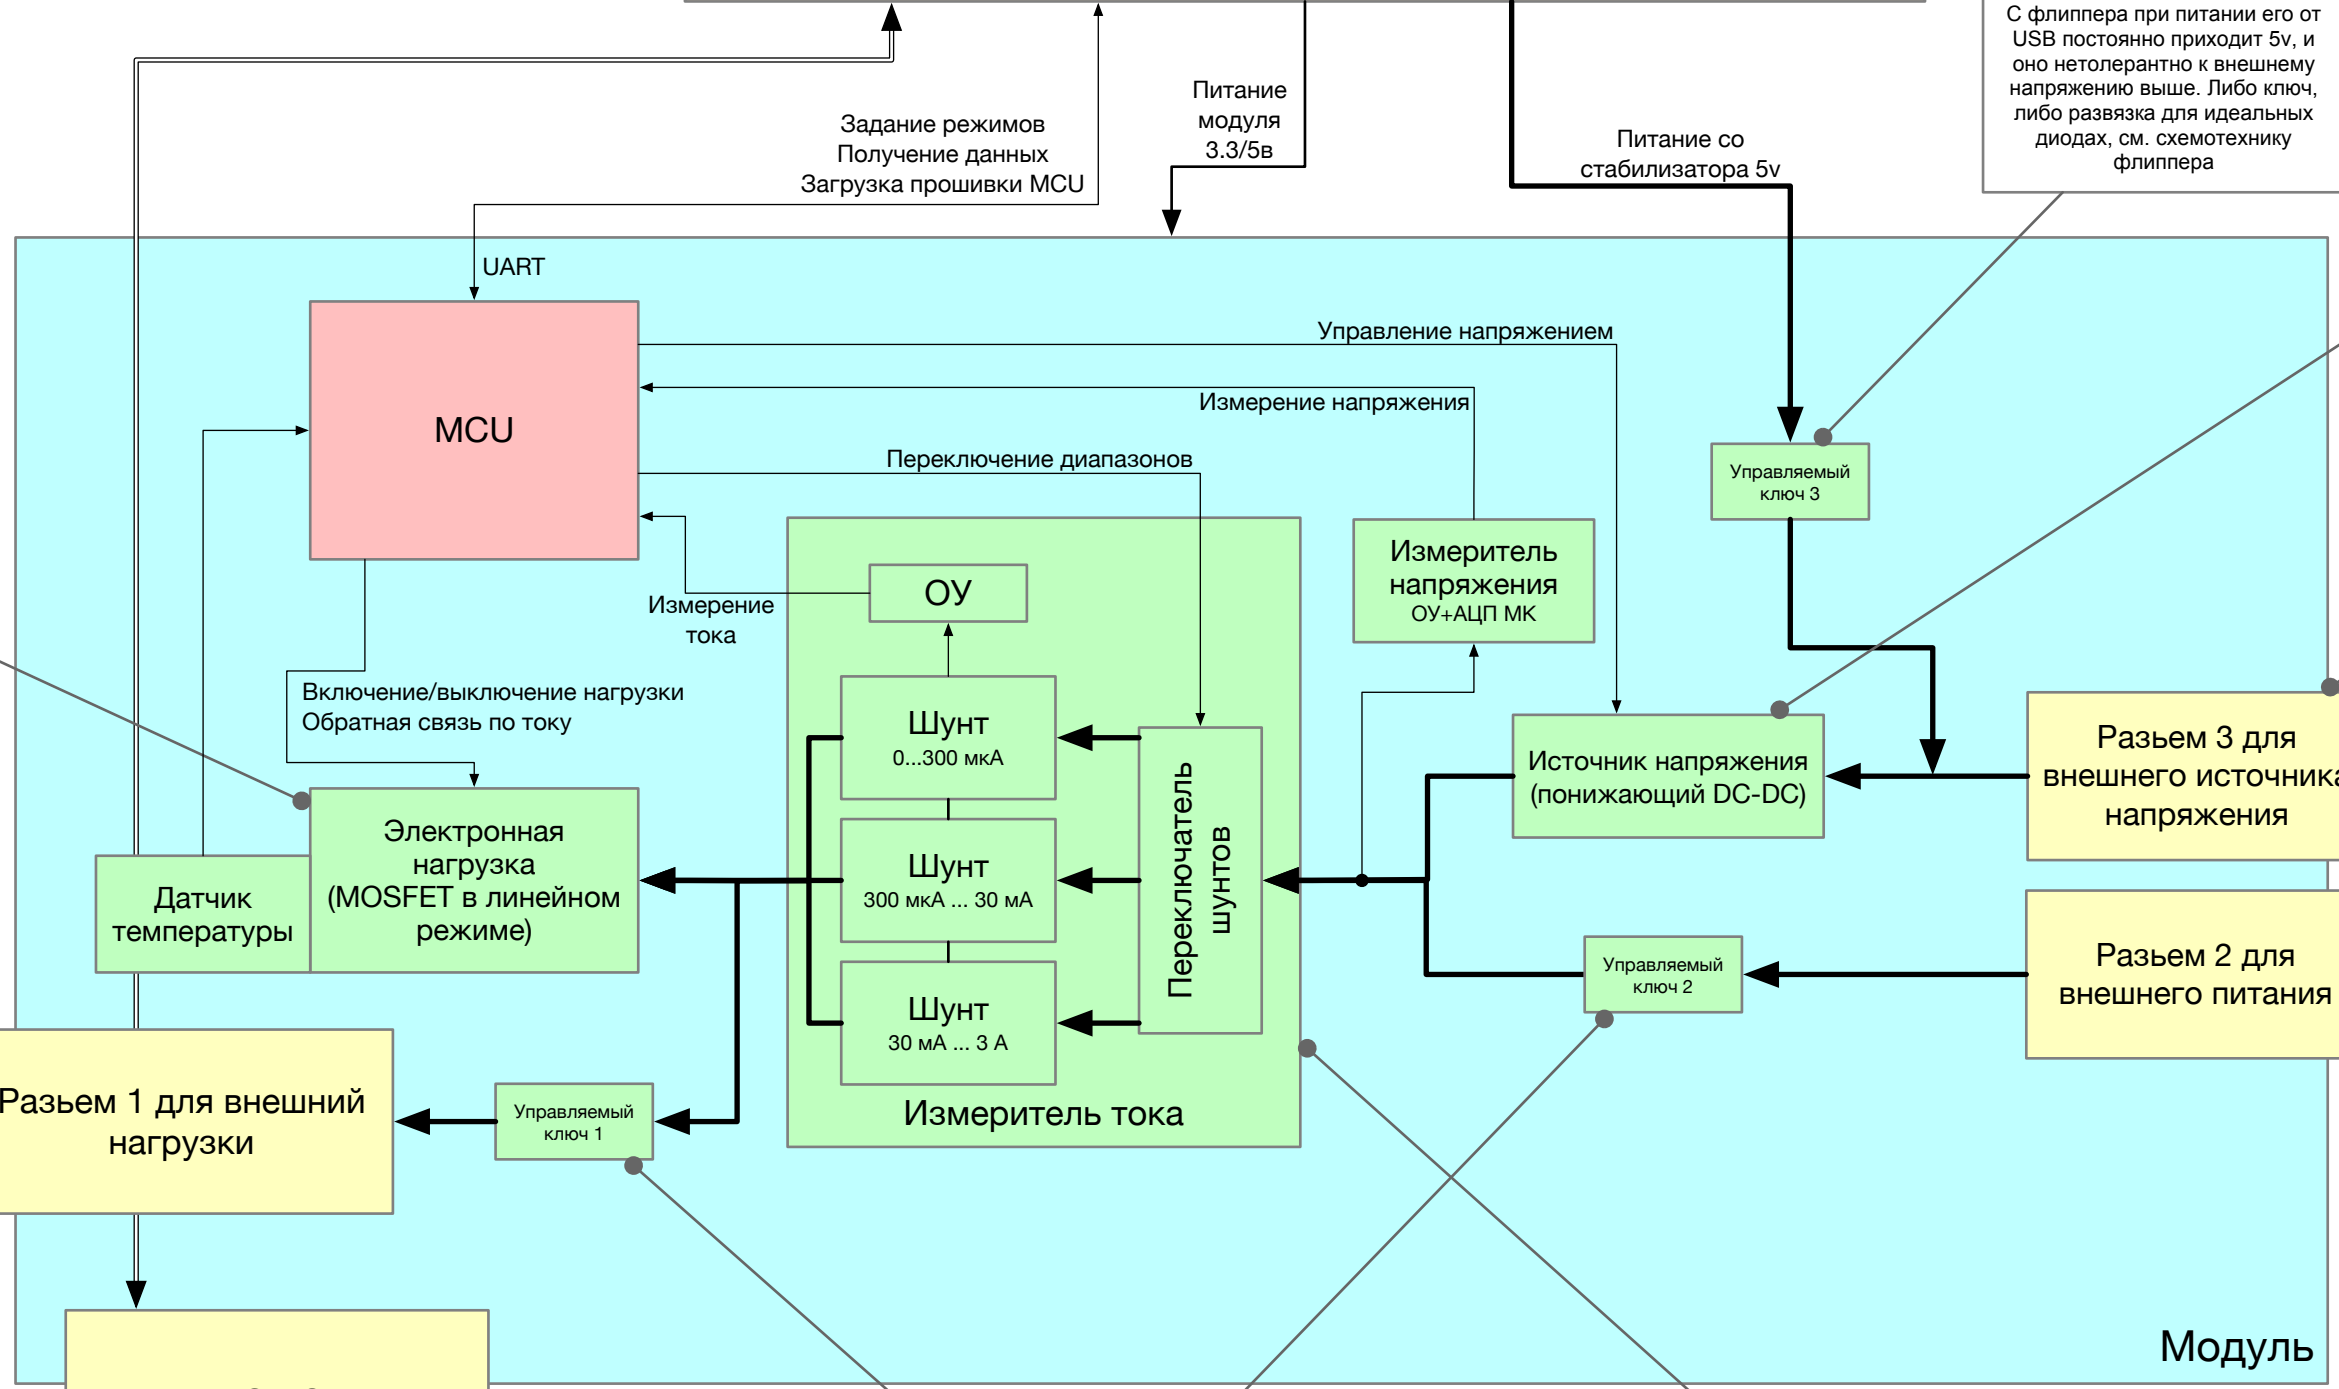 С флиппера при питании его от
USB постоянно приходит 5v, и
оно нетолерантно к внешнему
напряжению выше. Либо ключ,
либо развязка для идеальных
диодах, см. схемотехнику
флиппера
Питание
модуля
3.3/5в
Задание режимов
Получение данных
Загрузка прошивки MCU
Питание со
стабилизатора 5v
UART
MCU
Управление напряжением
Измерение напряжения
Переключение диапазонов
Управляемый
ключ 3
Измеритель
напряжения
ОУ+АЦП МК
ОУ
Измерение
тока
Включение/выключение нагрузки
Обратная связь по току
Шунт
0...300 мкА
Шунт
300 мкА ... 30 мА
Шунт
30 мА ... 3 А
Переключатель
шунтов
Измеритель тока
Источник напряжения
(понижающий DC-DC)
Разьем 3 для
внешнего источника
напряжения
Электронная
нагрузка
(MOSFET в линейном
режиме)
Датчик
температуры
Управляемый
ключ 2
Разьем 2 для
внешнего питания
Разьем 1 для внешний
нагрузки
Управляемый
ключ 1
Модуль